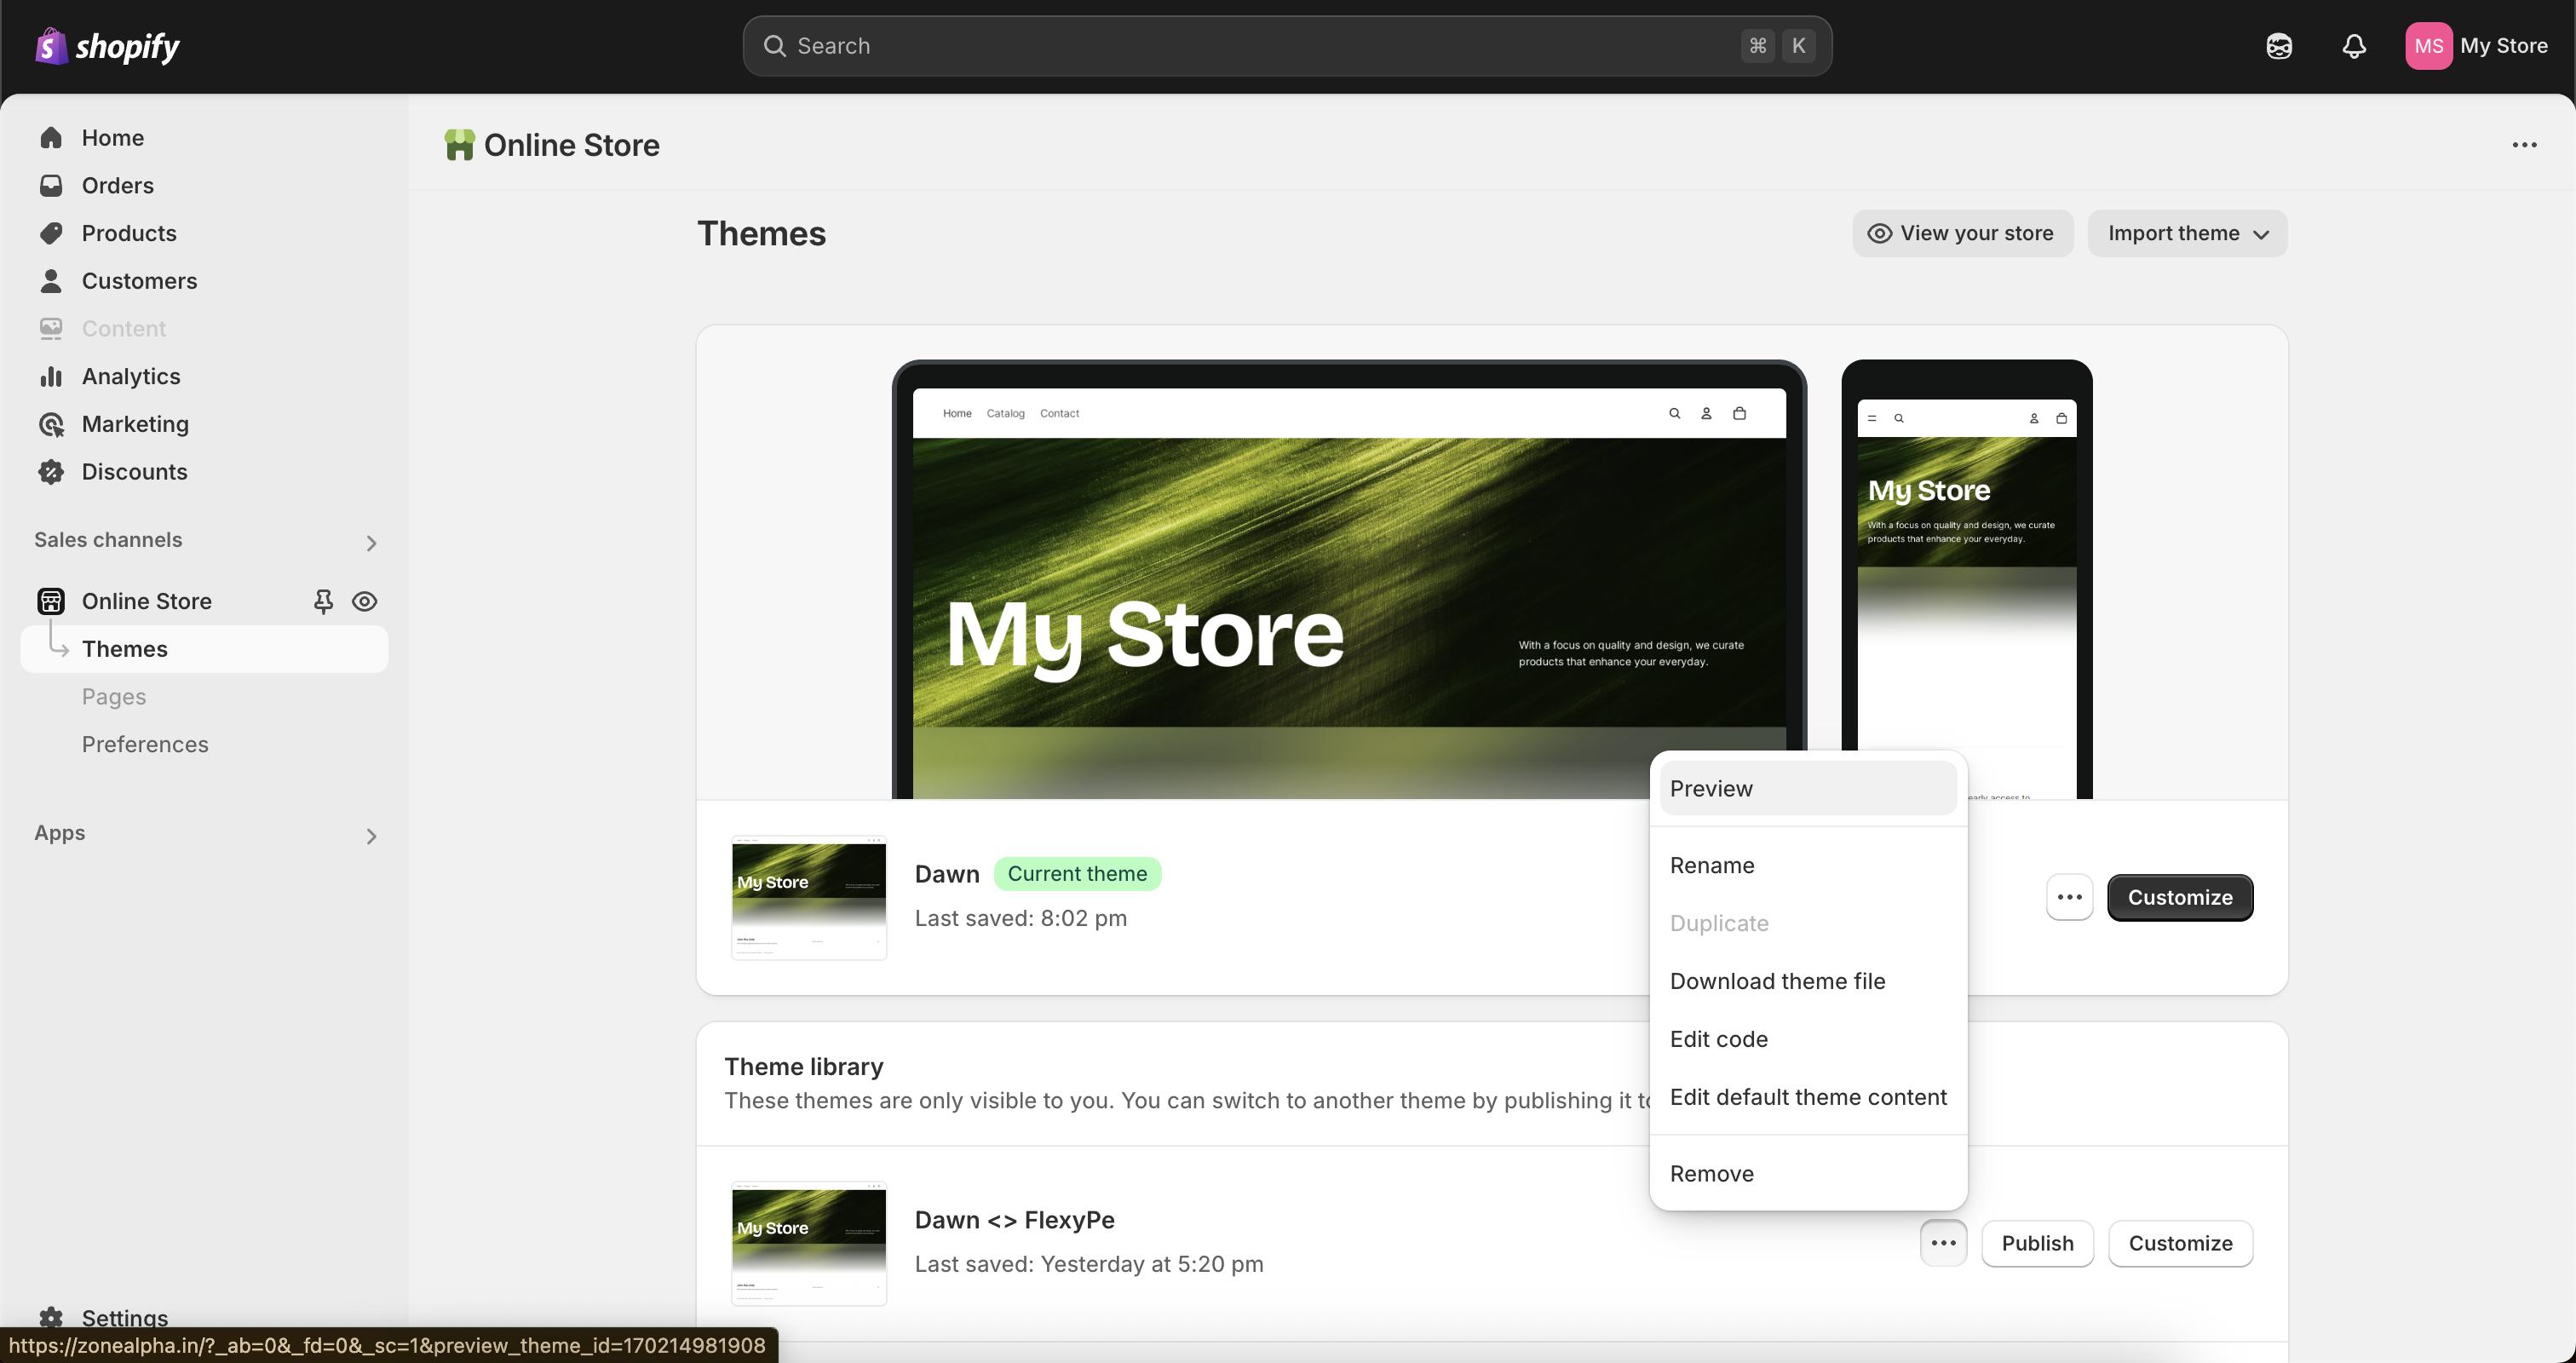 shopify
Search
⌘ K
MS My Store
Home
Orders
Products
Customers
Content
Analytics
Marketing
Discounts
Sales channels
Online Store
Themes
Pages
Preferences
Apps
Settings
Online Store
Themes
View your store
Import theme
Home Catalog Contact
My Store
With a focus on quality and design, we curate
products that enhance your everyday.
My Store
With a focus on quality and design, we curate
products that enhance your everyday.
early access to
My Store
Dawn Current theme
Last saved: 8:02 pm
Customize
Preview
Rename
Duplicate
Download theme file
Edit code
Edit default theme content
Remove
Theme library
These themes are only visible to you. You can switch to another theme by publishing it to
My Store
Dawn <> FlexyPe
Last saved: Yesterday at 5:20 pm
Publish
Customize
https://zonealpha.in/?_ab=0&_fd=0&_sc=1&preview_theme_id=170214981908